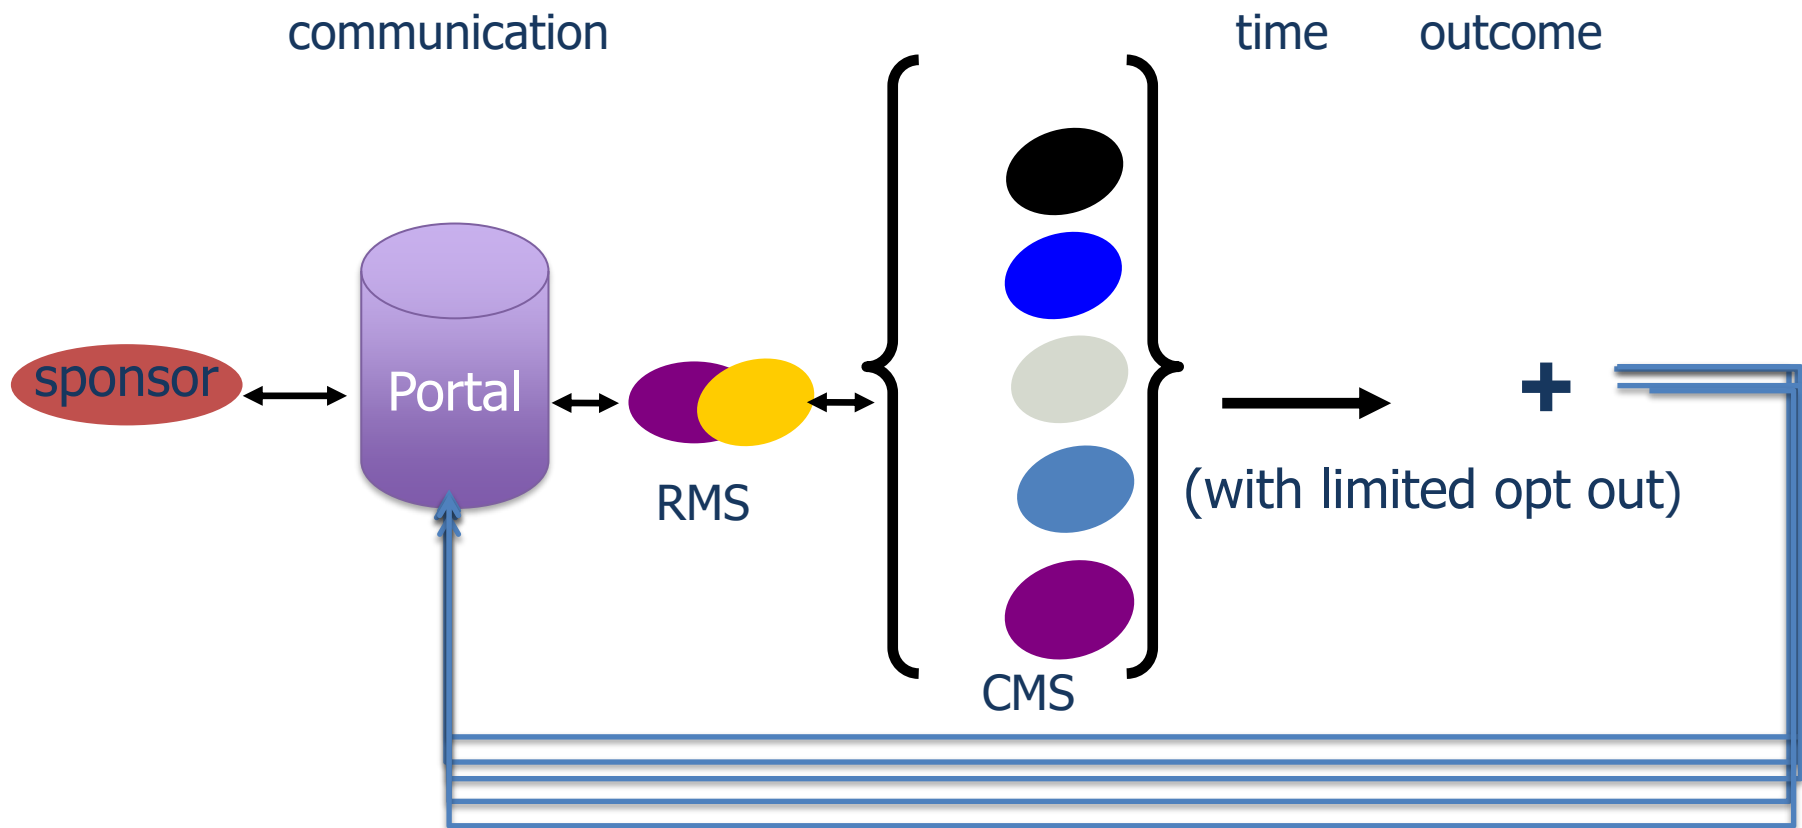 communication
time
outcome
sponsor
Portal
RMS
(with limited opt out)
CMS